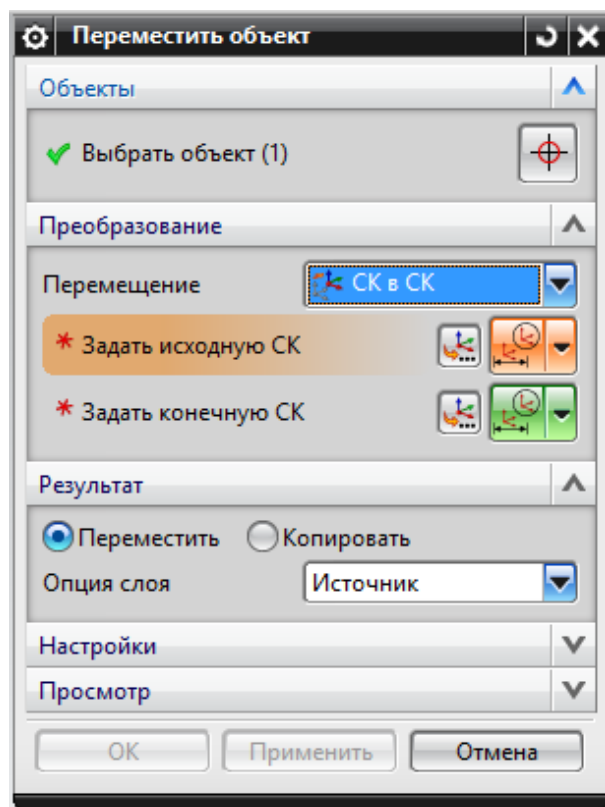 Переместить объект
Объекты
Выбрать объект (1)
Преобразование
Перемещение СК в СК
* Задать исходную СК
* Задать конечную СК
Результат
Переместить Копировать
Опция слоя Источник
Настройки
Просмотр
ОК Применить Отмена